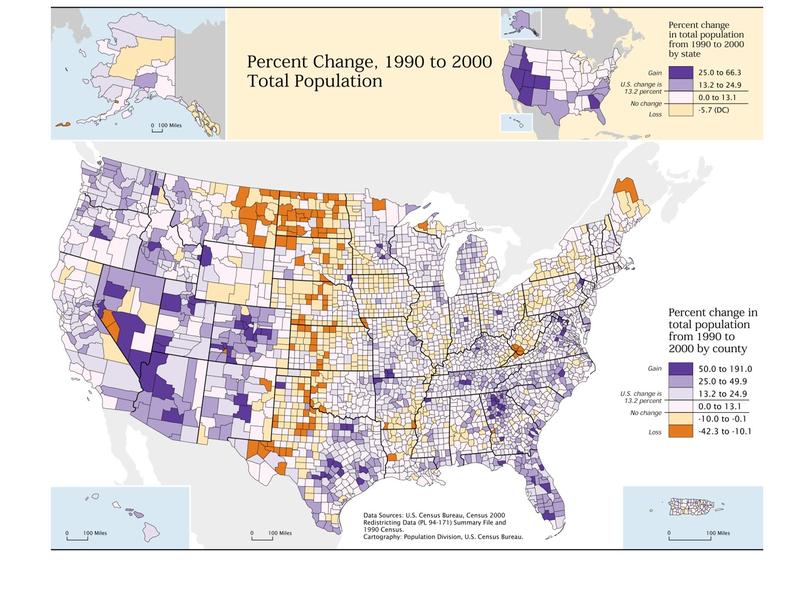 Percent Change, 1990 to 2000
Total Population
0 100 Miles
Percent change
in total population
from 1990 to 2000
by state
Gain
25.0 to 66.3
U.S. change is
13.2 percent
13.2 to 24.9
0.0 to 13.1
No change
Loss
-5.7 (DC)
Percent change in
total population
from 1990 to
2000 by county
Gain
50.0 to 191.0
25.0 to 49.9
U.S. change is
13.2 percent
13.2 to 24.9
0.0 to 13.1
No change
-10.0 to -0.1
Loss
-42.3 to -10.1
0 100 Miles
0 100 Miles
Data Sources: U.S. Census Bureau, Census 2000
Redistricting Data (PL 94-171) Summary File and
1990 Census.
Cartography: Population Division, U.S. Census Bureau.
0 100 Miles